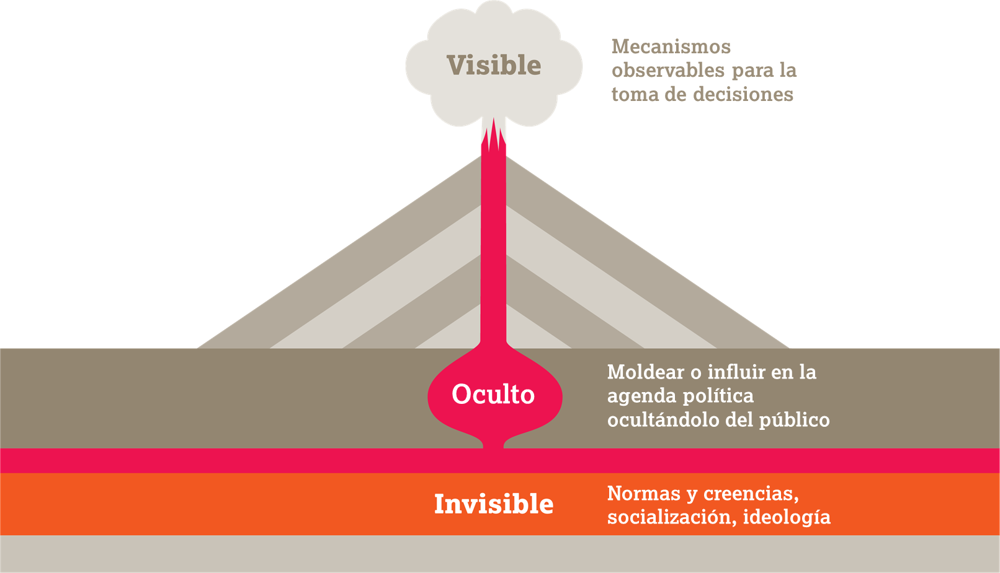 Visible
Mecanismos
observables para la
toma de decisiones
Oculto
Moldear o influir en la
agenda política
ocultándolo del público
Invisible
Normas y creencias,
socialización, ideología